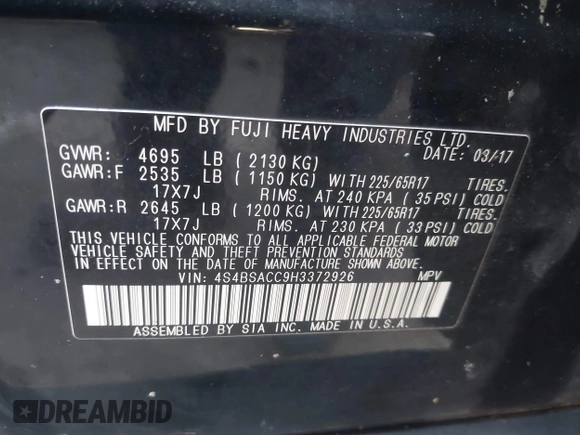 MFD BY FUJI HEAVY INDUSTRIES LTD.
GVWR: 4695 LB (2130 KG) DATE: 03/17
GAWR:F 2535 LB (1150 KG) WITH 225/65R17 TIRES.
17X7J RIMS. AT 240 KPA (35 PSI) COLD
GAWR:R 2645 LB (1200 KG) WITH 225/65R17 TIRES.
17X7J RIMS. AT 230 KPA (33 PSI) COLD
THIS VEHICLE CONFORMS TO ALL APPLICABLE FEDERAL MOTOR
VEHICLE SAFETY AND THEFT PREVENTION STANDARDS
IN EFFECT ON THE DATE OF MANUFACTURE SHOWN ABOVE.
VIN: 4S4BSACC9H3372926 MPV
ASSEMBLED BY SIA INC. MADE IN U.S.A.
DREAMBID